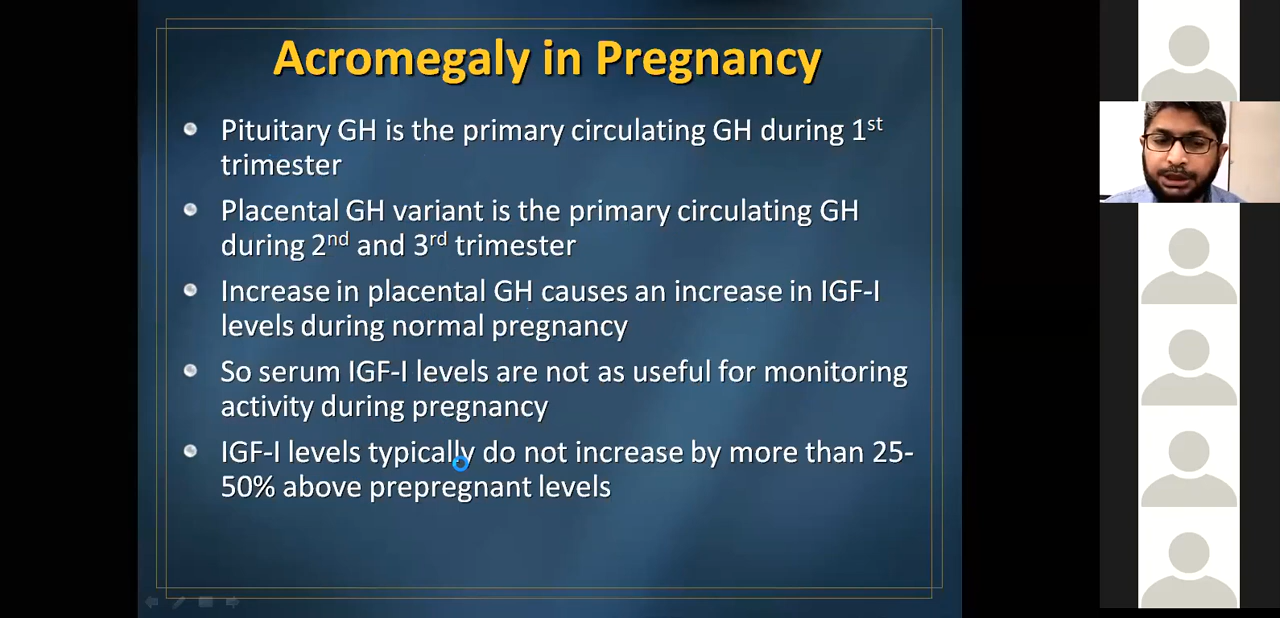 Acromegaly in Pregnancy
Pituitary GH is the primary circulating GH during 1st
trimester
Placental GH variant is the primary circulating GH
during 2nd and 3rd trimester
Increase in placental GH causes an increase in IGF-I
levels during normal pregnancy
So serum IGF-I levels are not as useful for monitoring
activity during pregnancy
IGF-I levels typically do not increase by more than 25-
50% above prepregnant levels